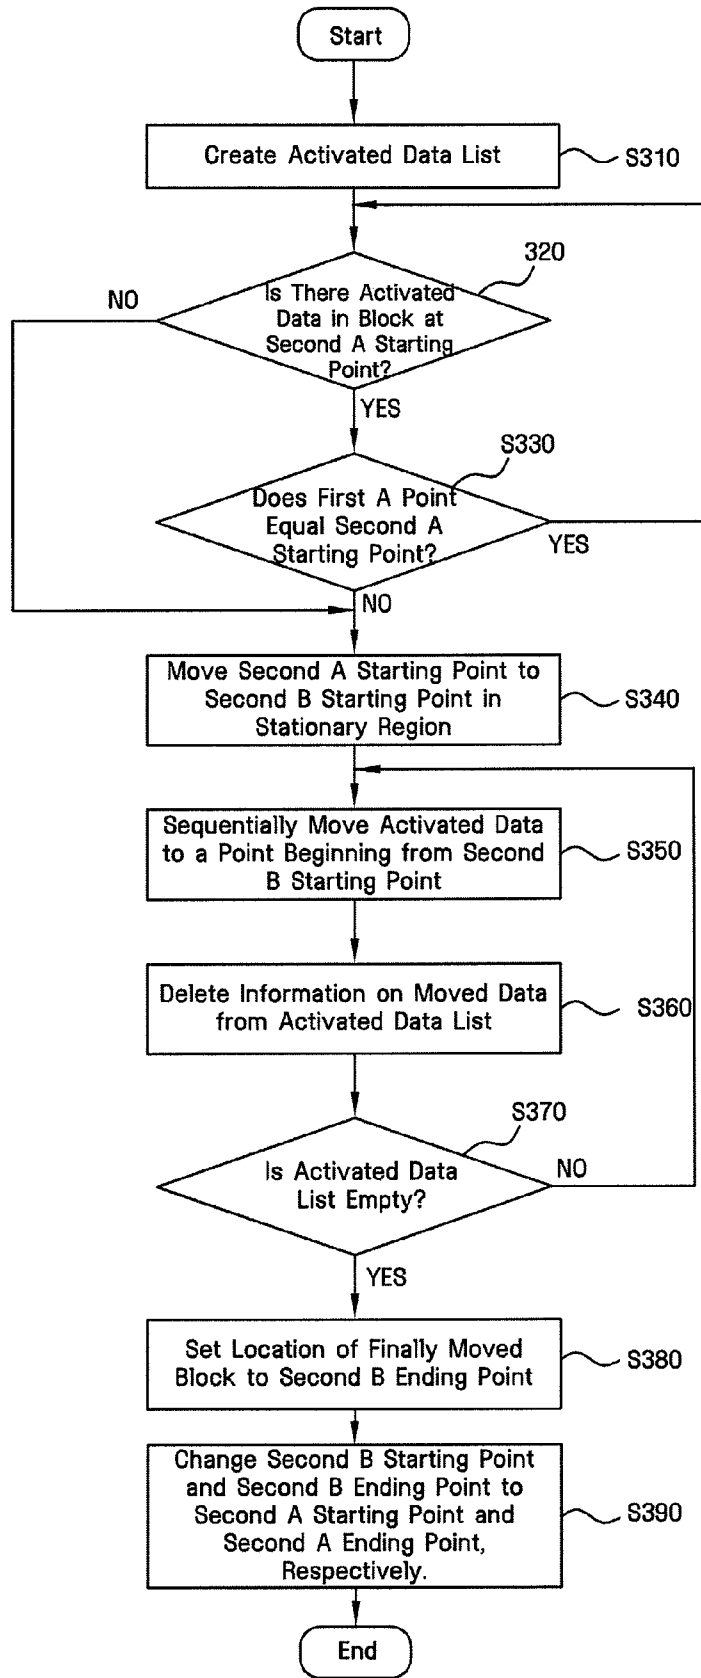 Start
Create Activated Data List
S310
320
NO
Is There Activated
Data in Block at
Second A Starting
Point?
YES
S330
Does First A Point
Equal Second A
Starting Point?
YES
NO
Move Second A Starting Point to
Second B Starting Point in
Stationary Region
S340
Sequentially Move Activated Data
to a Point Beginning from Second
B Starting Point
S350
Delete Information on Moved Data
from Activated Data List
S360
S370
Is Activated Data
List Empty?
NO
YES
Set Location of Finally Moved
Block to Second B Ending Point
S380
Change Second B Starting Point
and Second B Ending Point to
Second A Starting Point and
Second A Ending Point,
Respectively.
S390
End